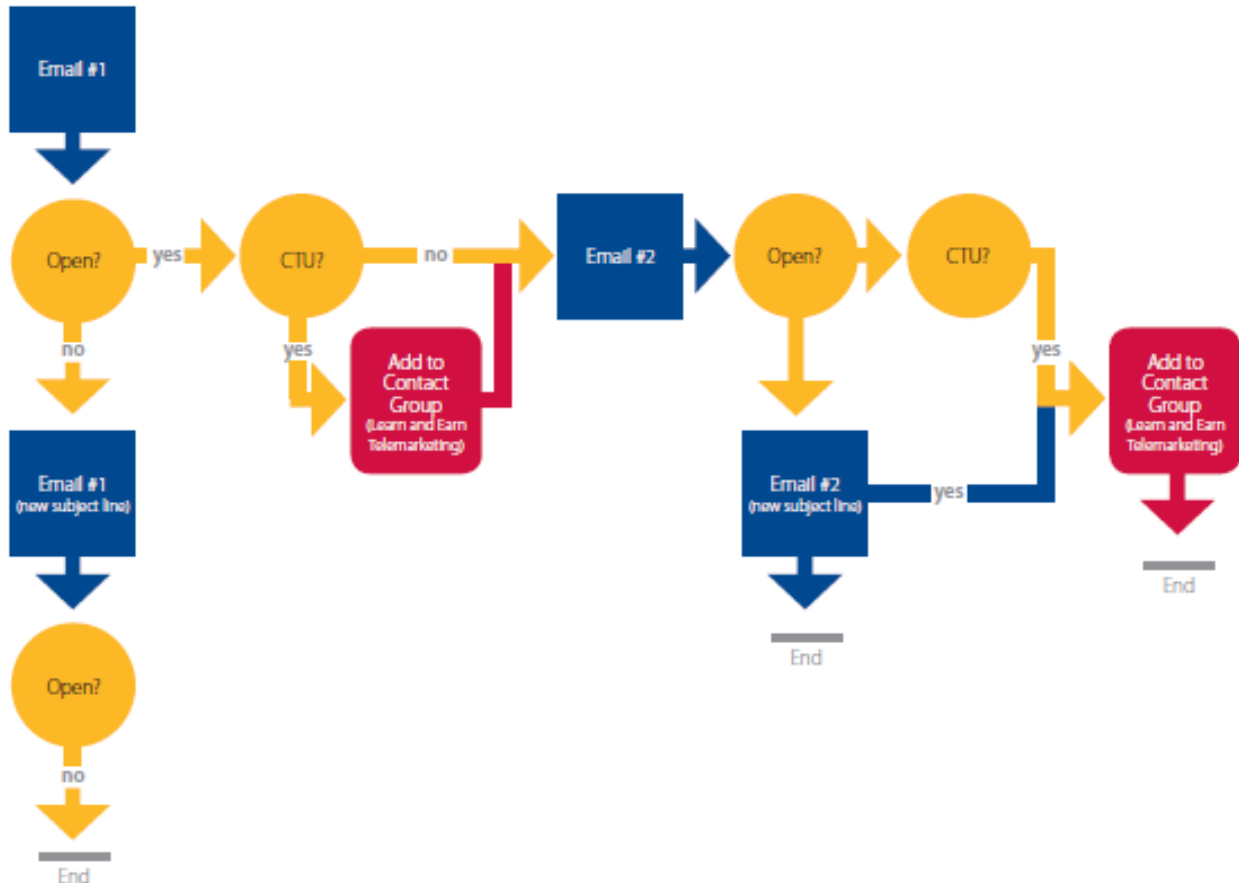 Email #1
Open?
yes
CTU?
no
Email #2
Open?
CTU?
no
yes
Add to
Contact
Group
(Learn and Earn
Telemarketing)
yes
Add to
Contact
Group
(Learn and Earn
Telemarketing)
Email #1
(new subject line)
Email #2
(new subject line)
yes
End
End
Open?
no
End